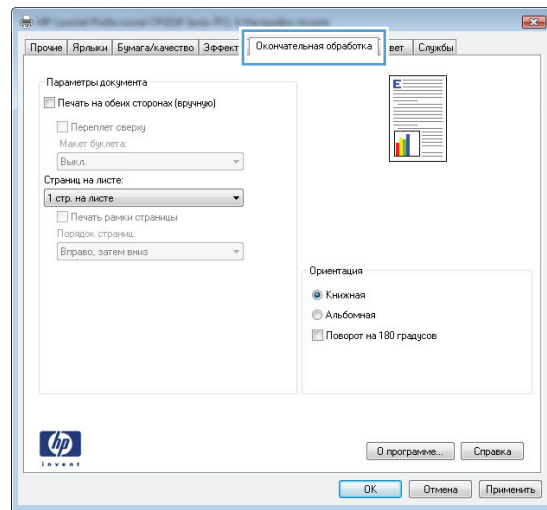 Прочие Ярлыки Бумага/качество Эффект Окончательная обработка вет Службы
Параметры документа
Печать на обеих сторонах (вручную)
Переплет сверху
Макет буклета:
Выкл.
Страниц на листе:
1 стр. на листе
Печать рамки страницы
Порядок страниц:
Вправо, затем вниз
E
Ориентация
Книжная
Альбомная
Поворот на 180 градусов
hp
invent
О программе... Справка
OK Отмена Применить